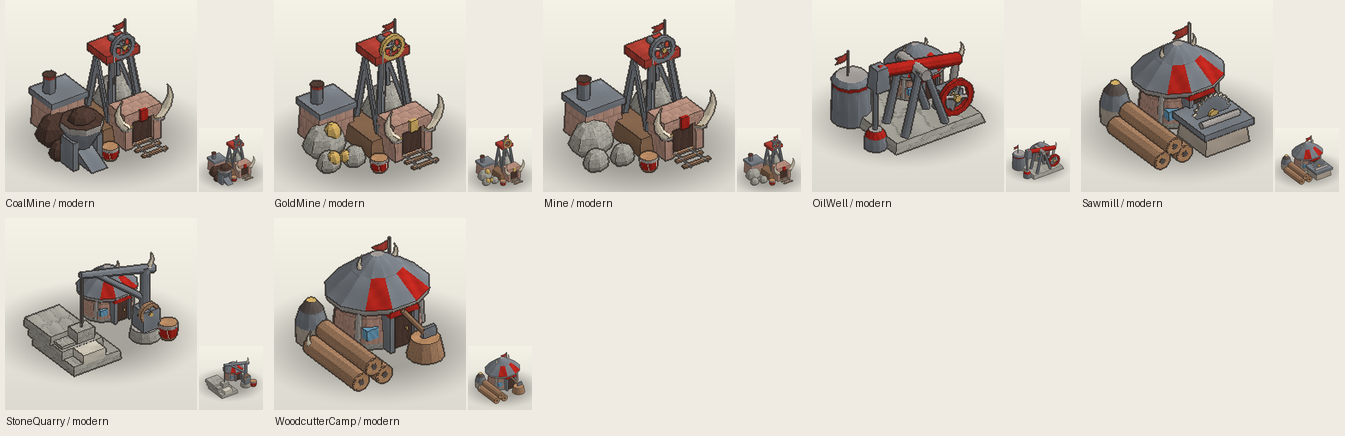 CoalMine / modern
GoldMine / modern
Mine / modern
OilWell / modern
Sawmill / modern
StoneQuarry / modern
WoodcutterCamp / modern